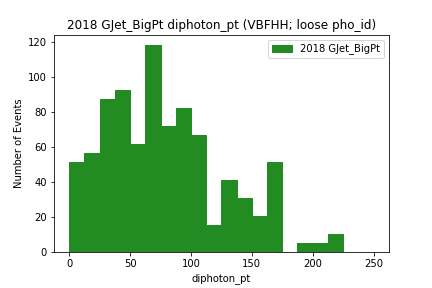 2018 GJet_BigPt diphoton_pt (VBFHH; loose pho_id)
2018 GJet_BigPt
Number of Events
120
100
80
60
40
20
0
0 50 100 150 200 250
diphoton_pt